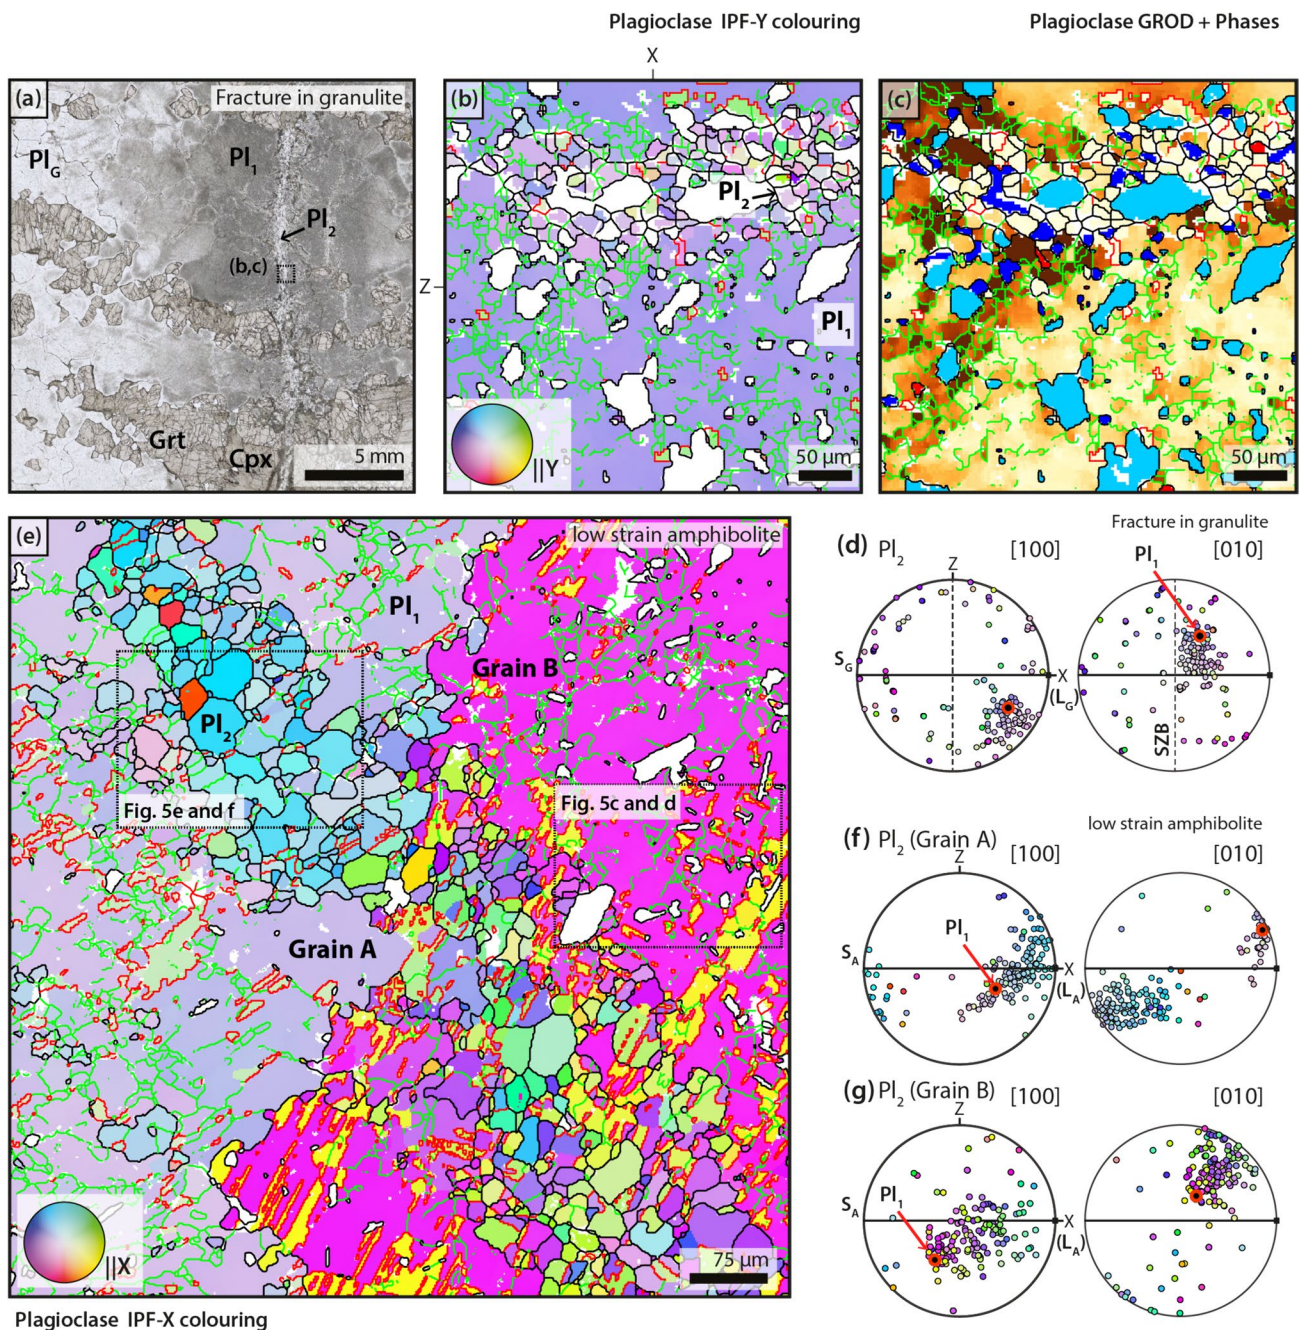 Plagioclase IPF-Y colouring
Plagioclase GROD + Phases
X
(a)
Fracture in granulite
Pl_G
Pl_1
Pl_2
(b,c)
Grt
Cpx
5 mm
(b)
Z
Pl_2
Pl_1
||Y
50 µm
(c)
50 µm
(e)
low strain amphibolite
Pl_1
Grain B
Pl_2
Fig. 5e and f
Fig. 5c and d
Grain A
||X
75 µm
Plagioclase IPF-X colouring
Fracture in granulite
(d) Pl_2
Z
[100]
Pl_1
[010]
S_G
X
(L_G)
SZB
low strain amphibolite
(f) Pl_2 (Grain A)
Z
[100]
[010]
Pl_1
S_A
X
(L_A)
(g) Pl_2 (Grain B)
Z
[100]
[010]
Pl_1
S_A
X
(L_A)